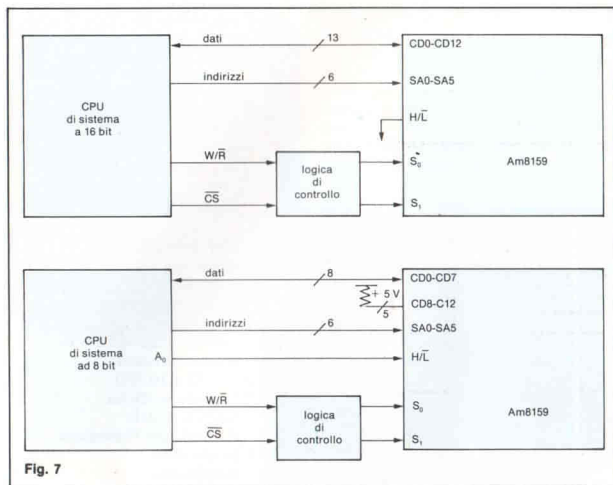 dati
13
CD0-CD12
indirizzi
6
SA0-SA5
CPU
di sistema
a 16 bit
H/L̅
W/R̅
logica
di
controllo
S₀
Am8159
C̅S̅
S₁
dati
8
CD0-CD7
+ 5 V
5
CD8-C12
indirizzi
6
SA0-SA5
CPU
di sistema
ad 8 bit
A₀
H/L̅
W/R̅
logica
di
controllo
S₀
Am8159
C̅S̅
S₁
Fig. 7